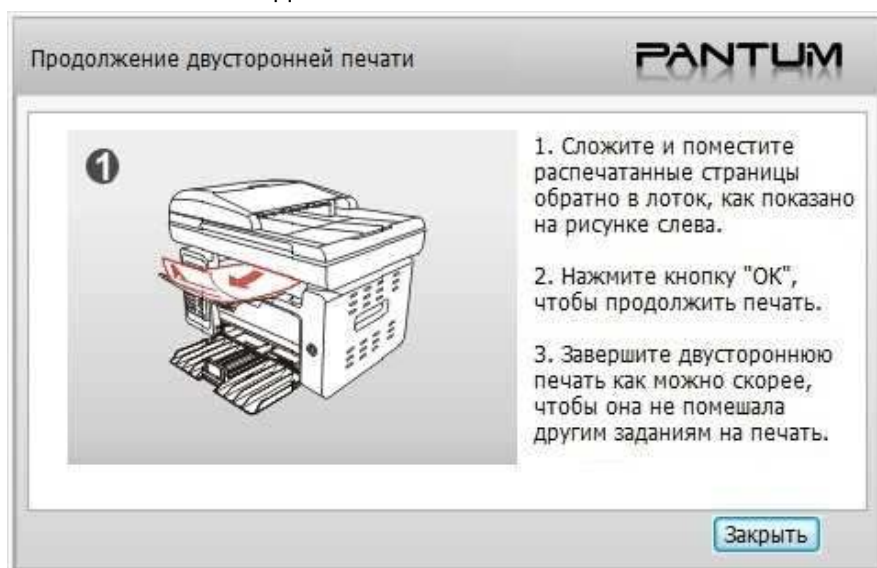 Продолжение двусторонней печати
PANTUM
1
1. Сложите и поместите
распечатанные страницы
обратно в лоток, как показано
на рисунке слева.
2. Нажмите кнопку "ОК",
чтобы продолжить печать.
3. Завершите двустороннюю
печать как можно скорее,
чтобы она не помешала
другим заданиям на печать.
Закрыть